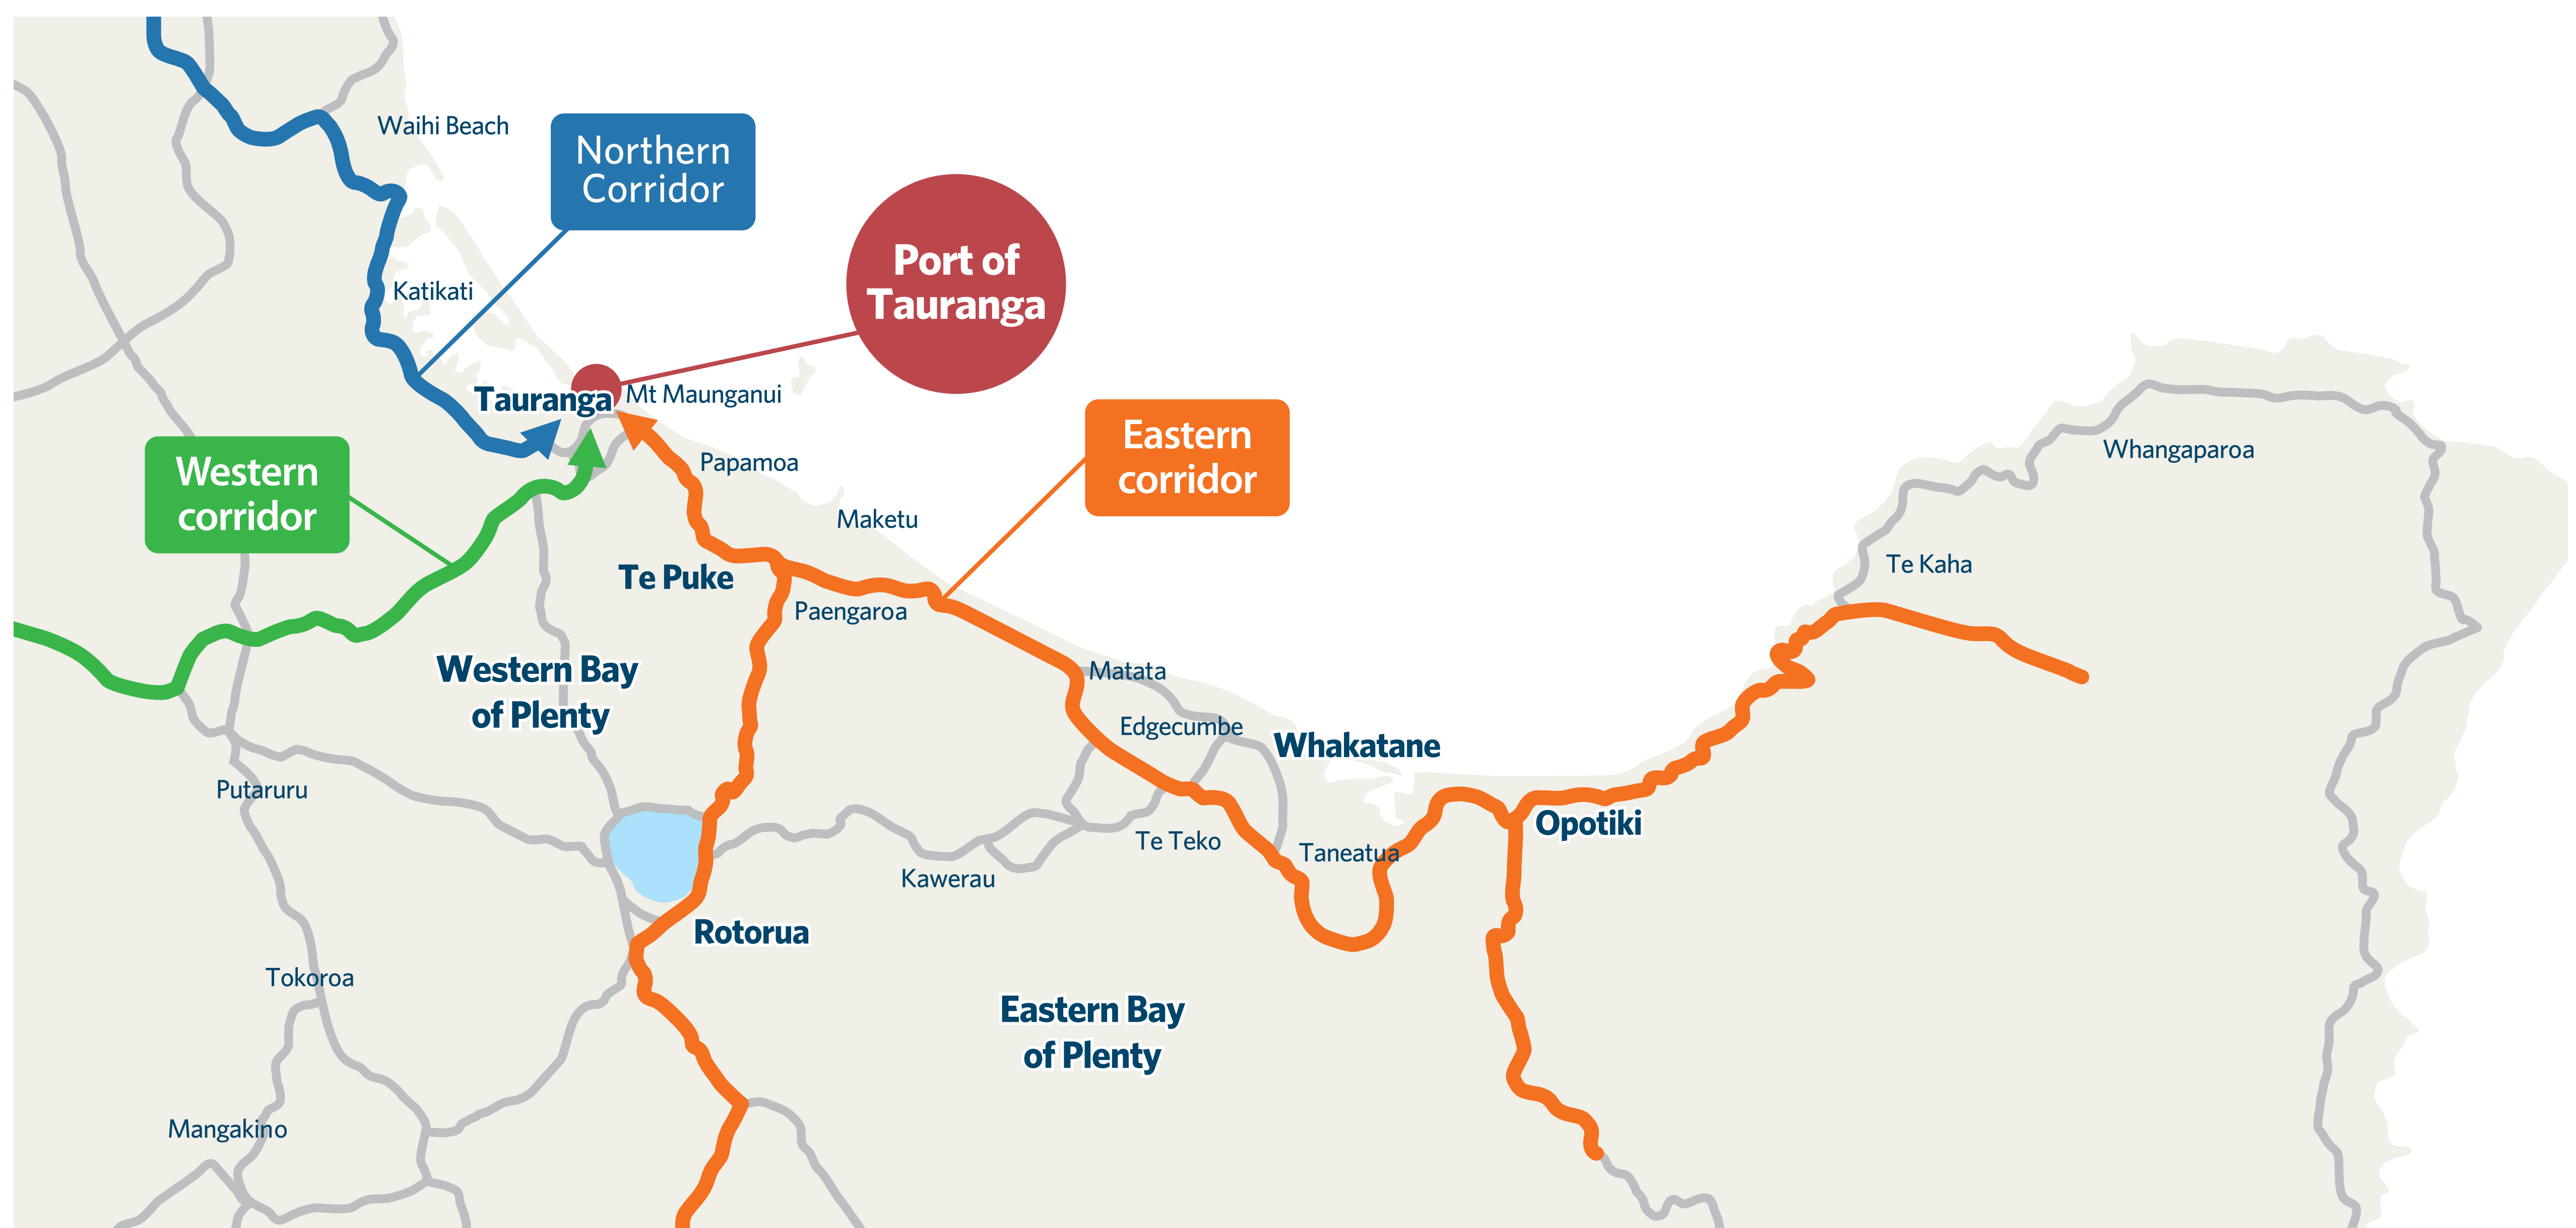 Waihi Beach
Northern
Corridor
Port of
Tauranga
Katikati
Tauranga
Mt Maunganui
Eastern
corridor
Western
corridor
Papamoa
Whangaparoa
Maketu
Te Puke
Te Kaha
Paengaroa
Western Bay
of Plenty
Matata
Edgecumbe
Whakatane
Putaruru
Te Teko
Taneatua
Opotiki
Kawerau
Rotorua
Tokoroa
Eastern Bay
of Plenty
Mangakino